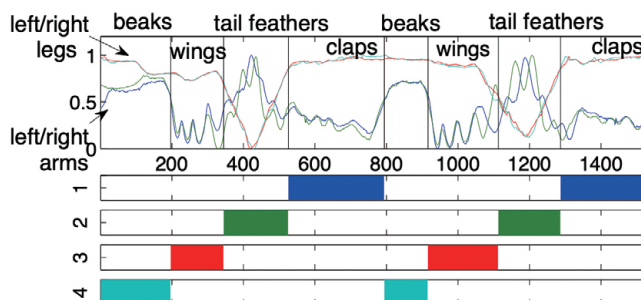 beaks tail feathers beaks tail feathers
left/right legs
wings claps wings claps
1
0.5
0
left/right arms
200 400 600 800 1000 1200 1400
1
2
3
4